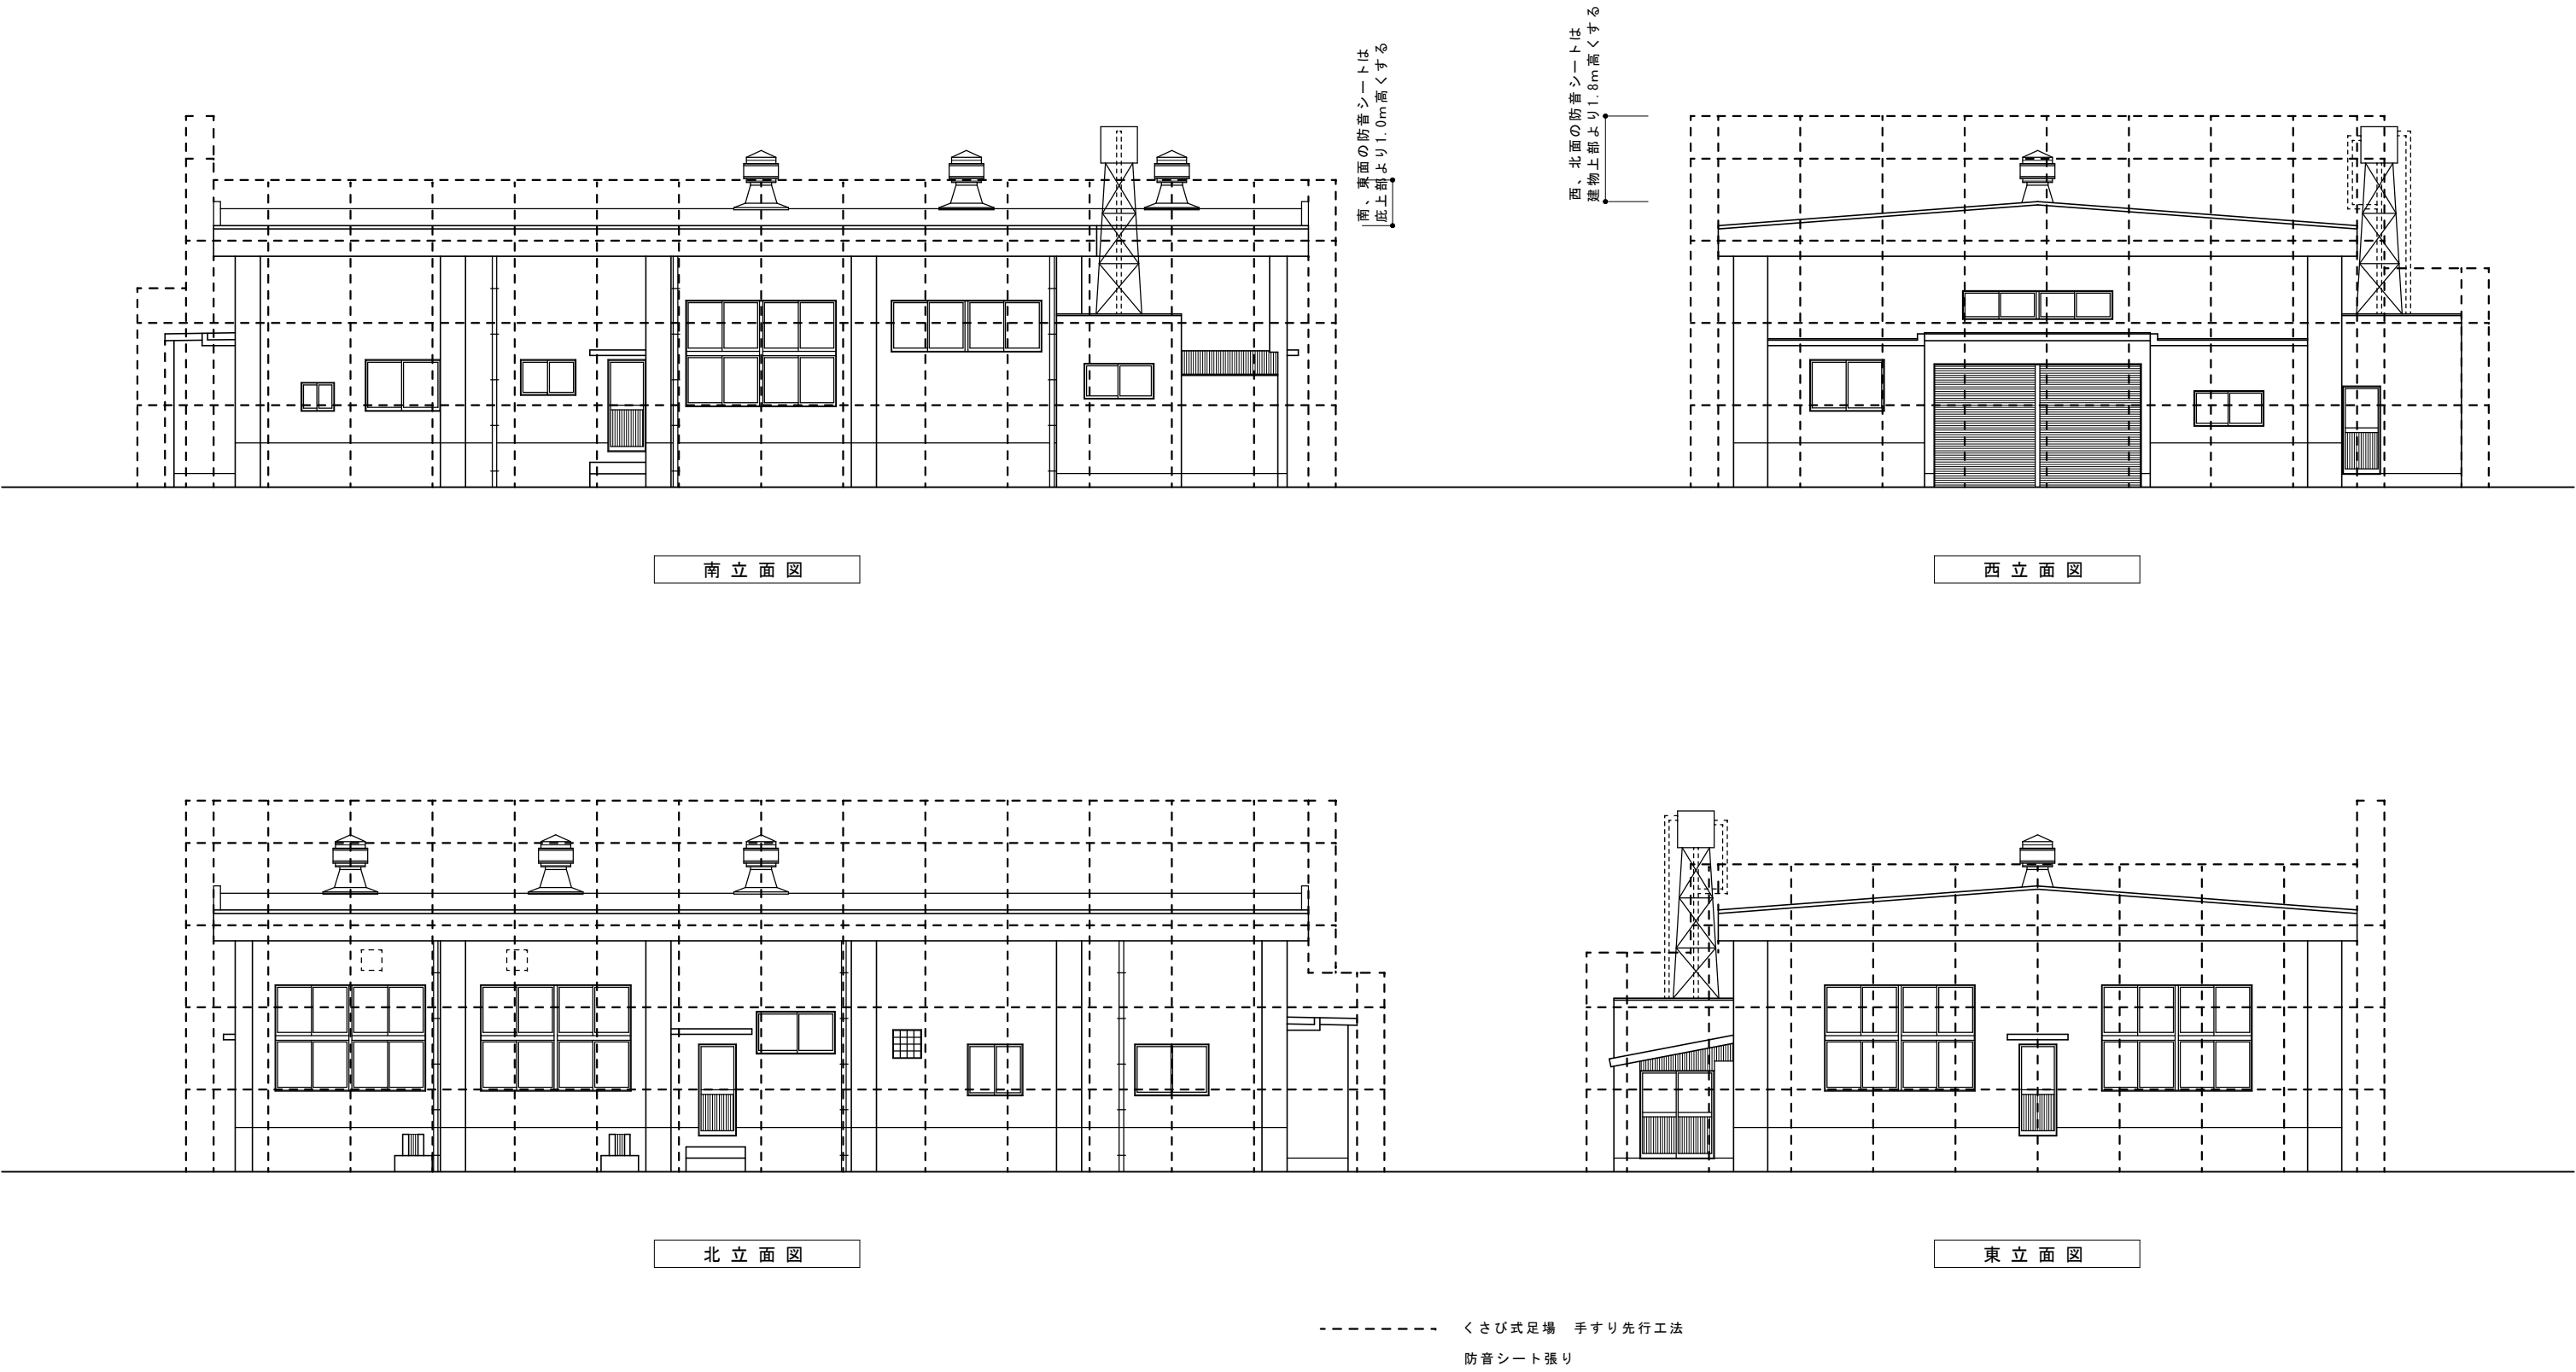 南、東面の防音シートは
庇上部より1.0m高くする
西、北面の防音シートは
建物上部より1.8m高くする
南立面図
西立面図
北立面図
東立面図
くさび式足場　手すり先行工法
防音シート張り